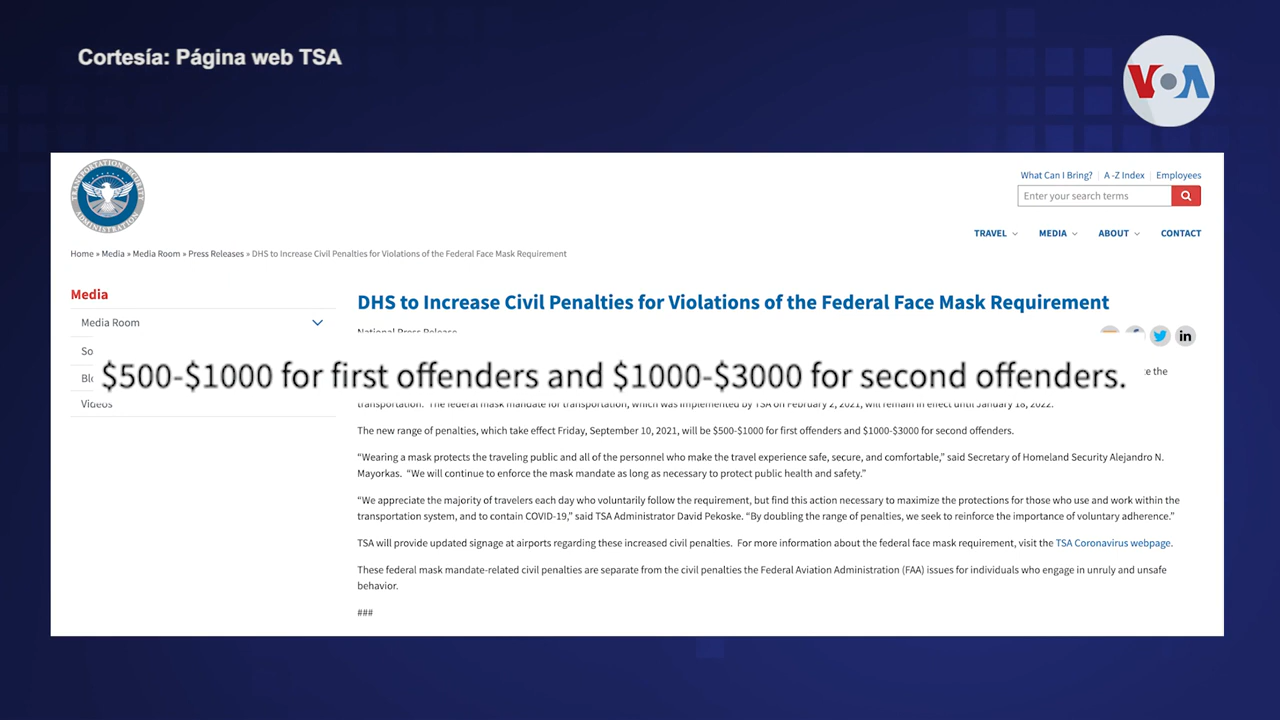 Cortesía: Página web TSA
VOA
TRANSPORTATION SECURITY ADMINISTRATION
What Can I Bring? | A -Z Index | Employees
Enter your search terms
TRAVEL MEDIA ABOUT CONTACT
Home » Media » Media Room » Press Releases » DHS to Increase Civil Penalties for Violations of the Federal Face Mask Requirement
Media
Media Room
So
Blo
Videos
DHS to Increase Civil Penalties for Violations of the Federal Face Mask Requirement
National Press Release
$500-$1000 for first offenders and $1000-$3000 for second offenders.
the
transportation. The federal mask mandate for transportation, which was implemented by TSA on February 2, 2021, will remain in effect until January 18, 2022.
The new range of penalties, which take effect Friday, September 10, 2021, will be $500-$1000 for first offenders and $1000-$3000 for second offenders.
“Wearing a mask protects the traveling public and all of the personnel who make the travel experience safe, secure, and comfortable,” said Secretary of Homeland Security Alejandro N.
Mayorkas. “We will continue to enforce the mask mandate as long as necessary to protect public health and safety.”
“We appreciate the majority of travelers each day who voluntarily follow the requirement, but find this action necessary to maximize the protections for those who use and work within the
transportation system, and to contain COVID-19,” said TSA Administrator David Pekoske. “By doubling the range of penalties, we seek to reinforce the importance of voluntary adherence.”
TSA will provide updated signage at airports regarding these increased civil penalties. For more information about the federal face mask requirement, visit the TSA Coronavirus webpage.
These federal mask mandate-related civil penalties are separate from the civil penalties the Federal Aviation Administration (FAA) issues for individuals who engage in unruly and unsafe
behavior.
###